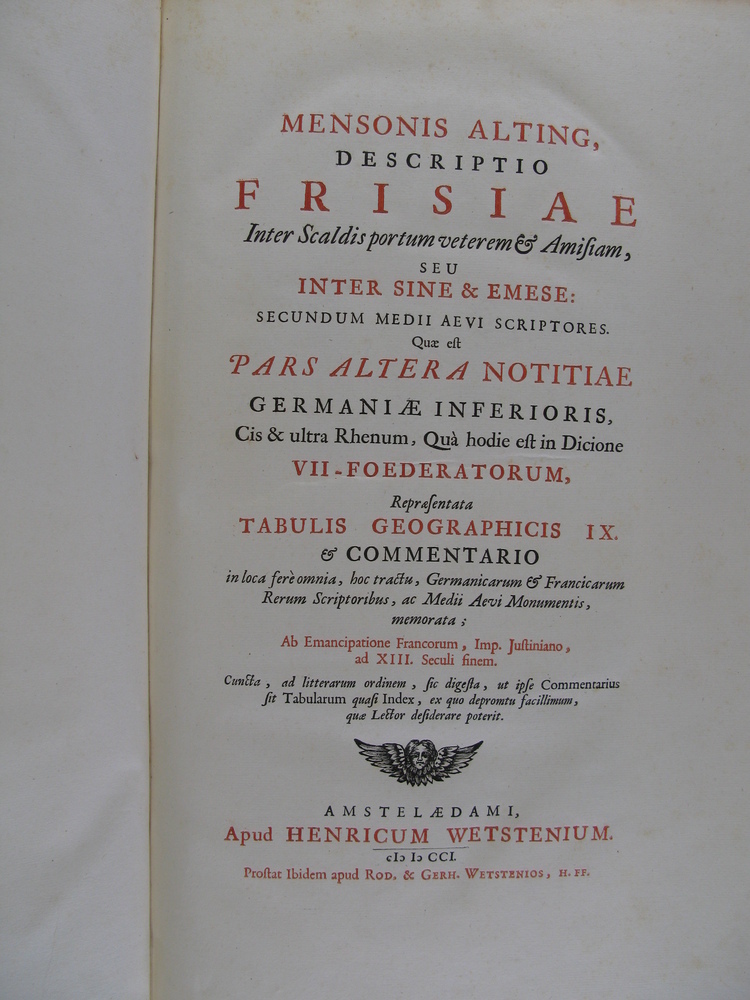 MENSONIS ALTING,
DESCRIPTIO
FRISIAE
Inter Scaldis portum veterem & Amiſiam,
SEU
INTER SINE & EMESE:
SECUNDUM MEDII AEVI SCRIPTORES.
Quæ eſt
PARS ALTERA NOTITIAE
GERMANIÆ INFERIORIS,
Cis & ultra Rhenum, Quà hodie eſt in Dicione
VII-FOEDERATORUM,
Repræſentata
TABULIS GEOGRAPHICIS IX.
& COMMENTARIO
in loca ferè omnia, hoc tractu, Germanicarum & Francicarum
Rerum Scriptoribus, ac Medii Aevi Monumentis,
memorata ;
Ab Emancipatione Francorum, Imp. Juſtiniano,
ad XIII. Seculi finem.
Cuncta, ad litterarum ordinem, ſic digeſta, ut ipſe Commentarius
ſit Tabularum quaſi Index, ex quo depromtu facillimum,
quæ Lector deſiderare poterit.
AMSTELÆDAMI,
Apud HENRICUM WETSTENIUM.
cIↄ Iↄ CCI.
Proſtat Ibidem apud ROD. & GERH. WETSTENIOS, H. FF.